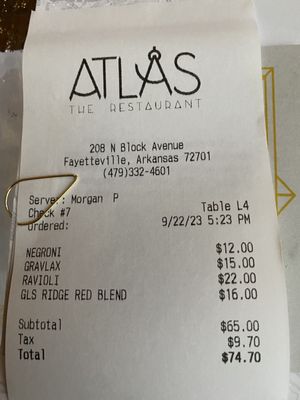 ATLAS
THE RESTAURANT
208 N Block Avenue
Fayetteville, Arkansas 72701
(479)332-4601
Server: Morgan P
Check #7 Table L4
Ordered: 9/22/23 5:23 PM
NEGRONI $12.00
GRAVLAX $15.00
RAVIOLI $22.00
GLS RIDGE RED BLEND $16.00
Subtotal $65.00
Tax $9.70
Total $74.70